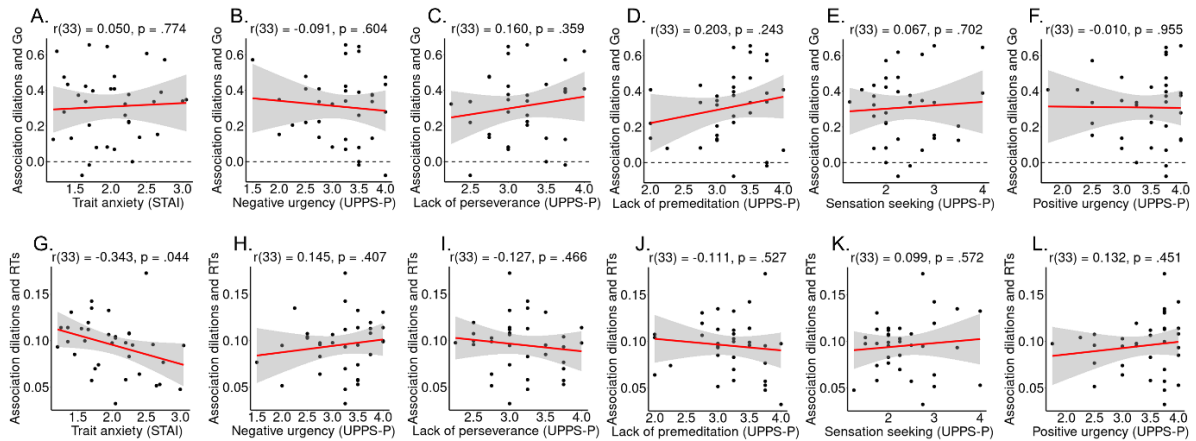 A. B. C. D. E. F.
r(33) = 0.050, p = .774 r(33) = -0.091, p = .604 r(33) = 0.160, p = .359 r(33) = 0.203, p = .243 r(33) = 0.067, p = .702 r(33) = -0.010, p = .955
Association dilations and Go Association dilations and Go Association dilations and Go Association dilations and Go Association dilations and Go Association dilations and Go
0.6 0.6 0.6 0.6 0.6 0.6
0.4 0.4 0.4 0.4 0.4 0.4
0.2 0.2 0.2 0.2 0.2 0.2
0.0 0.0 0.0 0.0 0.0 0.0
1.5 2.0 2.5 3.0 1.5 2.0 2.5 3.0 3.5 4.0 2.5 3.0 3.5 4.0 2.0 2.5 3.0 3.5 4.0 2 3 4 2.0 2.5 3.0 3.5 4.0
Trait anxiety (STAI) Negative urgency (UPPS-P) Lack of perseverance (UPPS-P) Lack of premeditation (UPPS-P) Sensation seeking (UPPS-P) Positive urgency (UPPS-P)
G. H. I. J. K. L.
r(33) = -0.343, p = .044 r(33) = 0.145, p = .407 r(33) = -0.127, p = .466 r(33) = -0.111, p = .527 r(33) = 0.099, p = .572 r(33) = 0.132, p = .451
Association dilations and RTs Association dilations and RTs Association dilations and RTs Association dilations and RTs Association dilations and RTs Association dilations and RTs
0.15 0.15 0.15 0.15 0.15 0.15
0.10 0.10 0.10 0.10 0.10 0.10
0.05 0.05 0.05 0.05 0.05 0.05
1.5 2.0 2.5 3.0 1.5 2.0 2.5 3.0 3.5 4.0 2.5 3.0 3.5 4.0 2.0 2.5 3.0 3.5 4.0 2 3 4 2.0 2.5 3.0 3.5 4.0
Trait anxiety (STAI) Negative urgency (UPPS-P) Lack of perseverance (UPPS-P) Lack of premeditation (UPPS-P) Sensation seeking (UPPS-P) Positive urgency (UPPS-P)